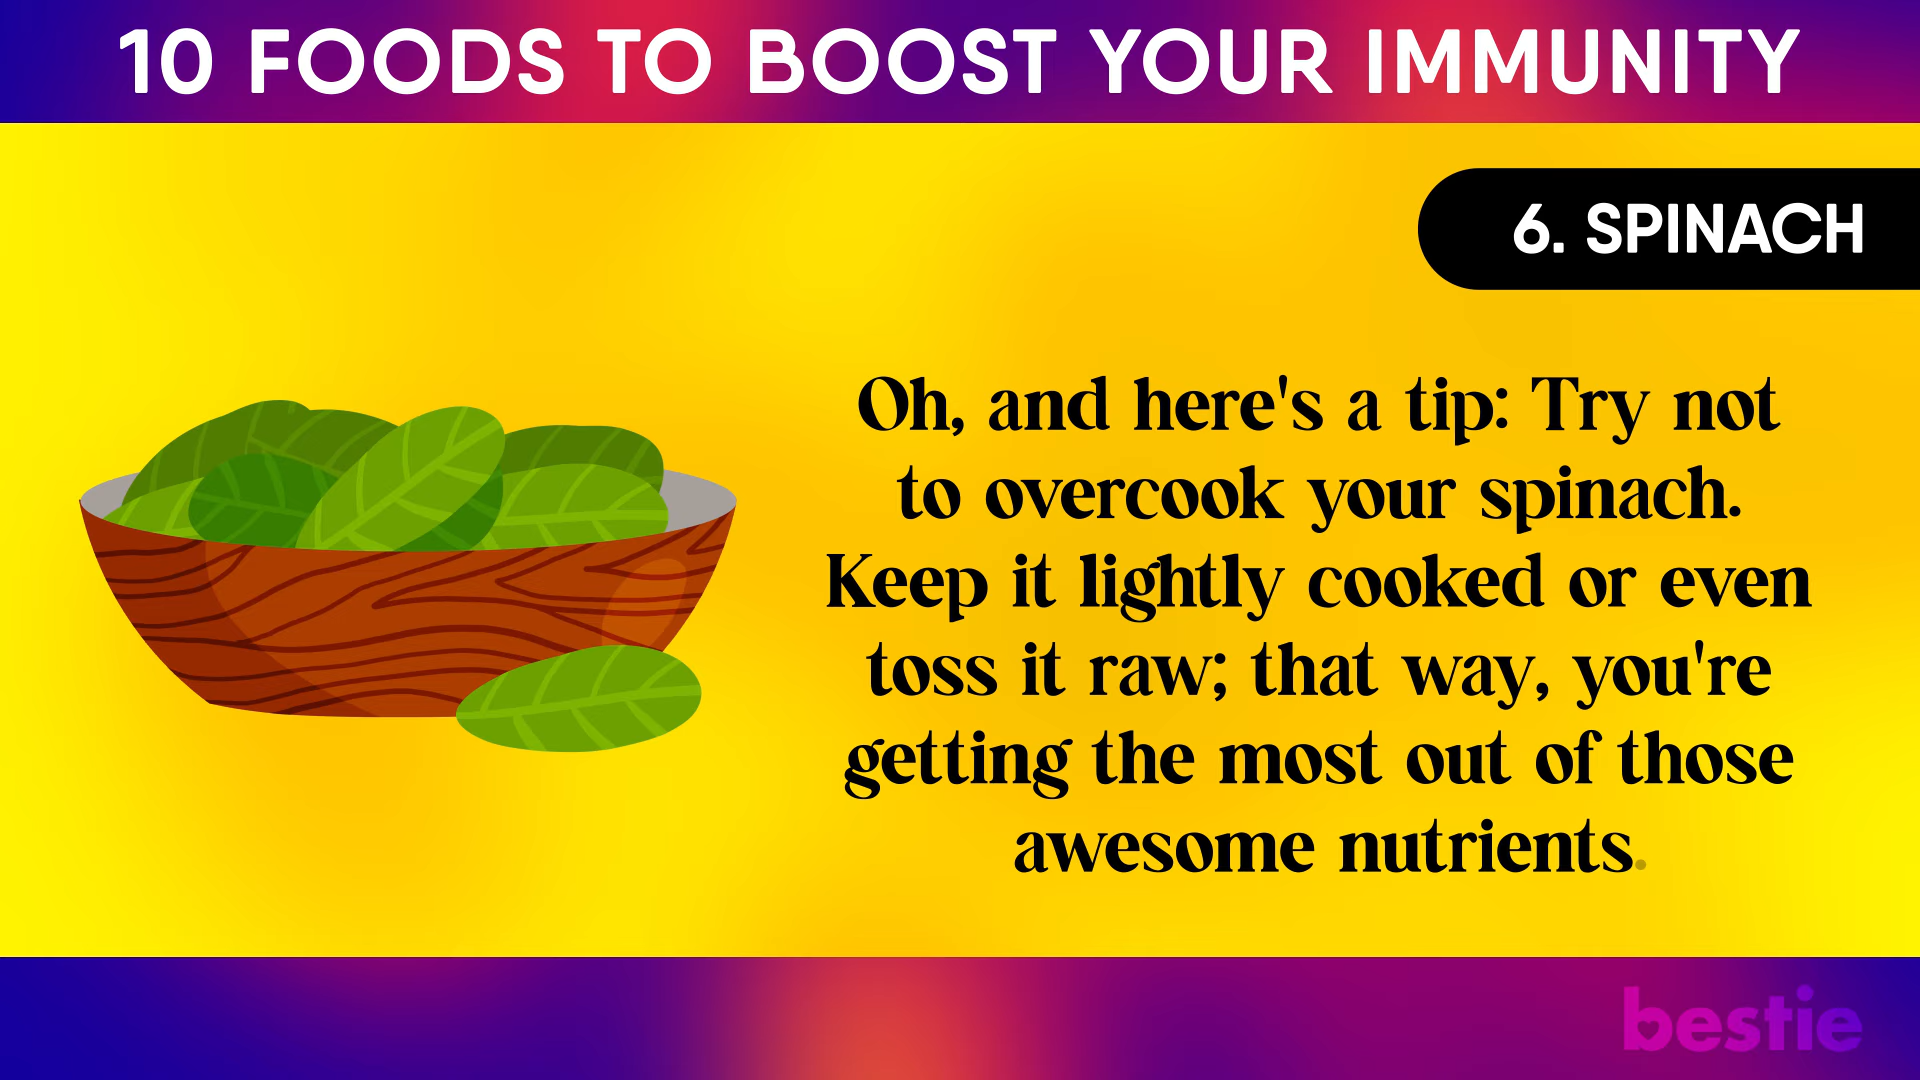 10 FOODS TO BOOST YOUR IMMUNITY
6. SPINACH
Oh, and here's a tip: Try not
to overcook your spinach.
Keep it lightly cooked or even
toss it raw; that way, you're
getting the most out of those
awesome nutrients.
bestie